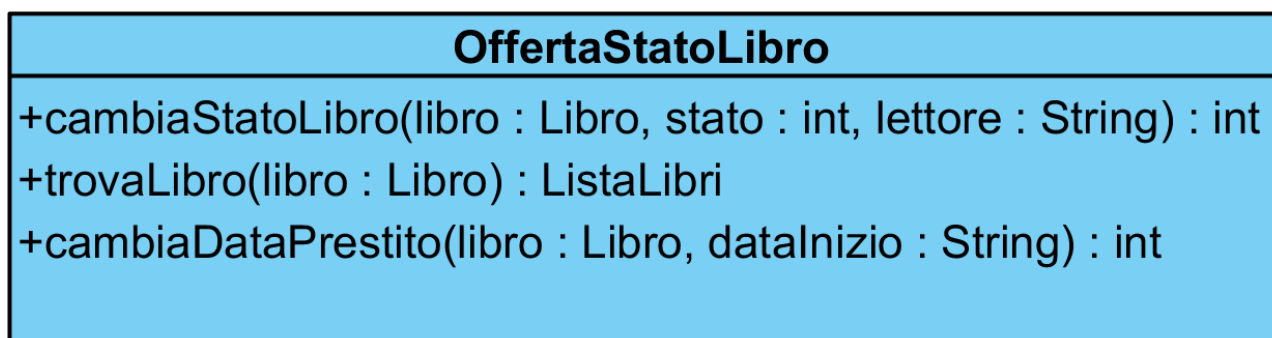 OffertaStatoLibro
+cambiaStatoLibro(libro : Libro, stato : int, lettore : String) : int
+trovaLibro(libro : Libro) : ListaLibri
+cambiaDataPrestito(libro : Libro, dataInizio : String) : int